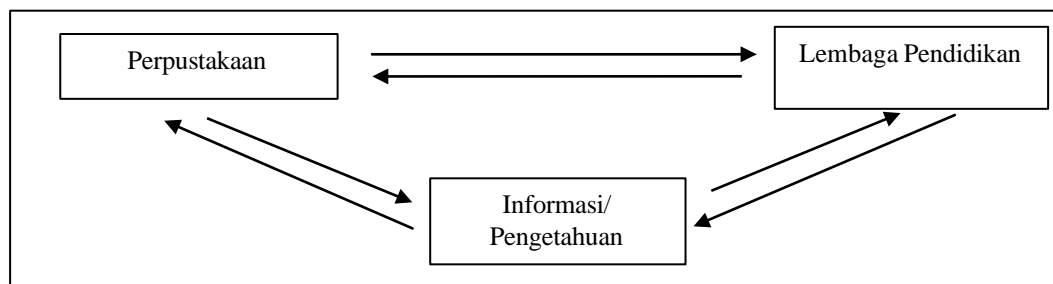 Perpustakaan
Lembaga Pendidikan
Informasi/
Pengetahuan